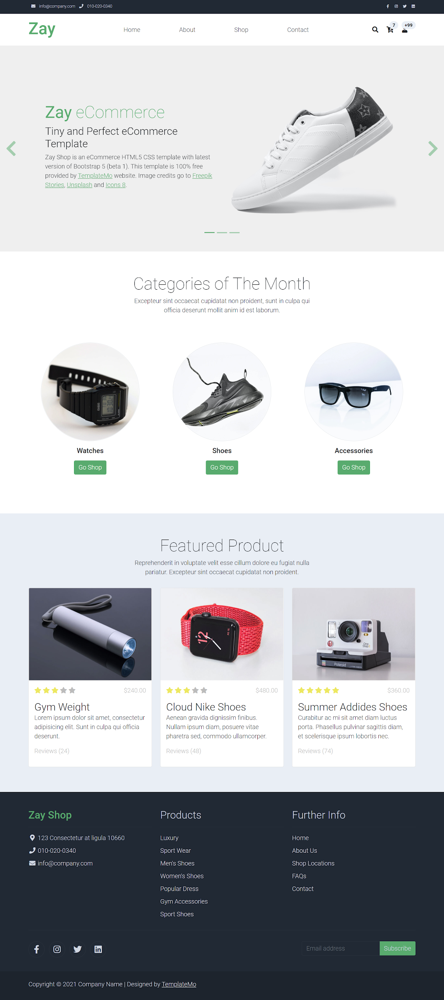 info@company.com 010-020-0340
Zay Home About Shop Contact 7 +99
Zay eCommerce
Tiny and Perfect eCommerce
Template
Zay Shop is an eCommerce HTML5 CSS template with latest
version of Bootstrap 5 (beta 1). This template is 100% free
provided by TemplateMo website. Image credits go to Freepik
Stories, Unsplash and Icons 8.
Categories of The Month
Excepteur sint occaecat cupidatat non proident, sunt in culpa qui
officia deserunt mollit anim id est laborum.
CASIO
10:30
Watches
Shoes
Accessories
Go Shop
Go Shop
Go Shop
Featured Product
Reprehenderit in voluptate velit esse cillum dolore eu fugiat nulla
pariatur. Excepteur sint occaecat cupidatat non proident.
12
One
Step2
Polaroid
$240.00
Gym Weight
Lorem ipsum dolor sit amet, consectetur
adipisicing elit. Sunt in culpa qui officia
deserunt.
Reviews (24)
$480.00
Cloud Nike Shoes
Aenean gravida dignissim finibus.
Nullam ipsum diam, posuere vitae
pharetra sed, commodo ullamcorper.
Reviews (48)
$360.00
Summer Addides Shoes
Curabitur ac mi sit amet diam luctus
porta. Phasellus pulvinar sagittis diam,
et scelerisque ipsum lobortis nec.
Reviews (74)
Zay Shop
123 Consectetur at ligula 10660
010-020-0340
info@company.com
Products
Luxury
Sport Wear
Men's Shoes
Women's Shoes
Popular Dress
Gym Accessories
Sport Shoes
Further Info
Home
About Us
Shop Locations
FAQs
Contact
Email address Subscribe
Copyright © 2021 Company Name | Designed by TemplateMo